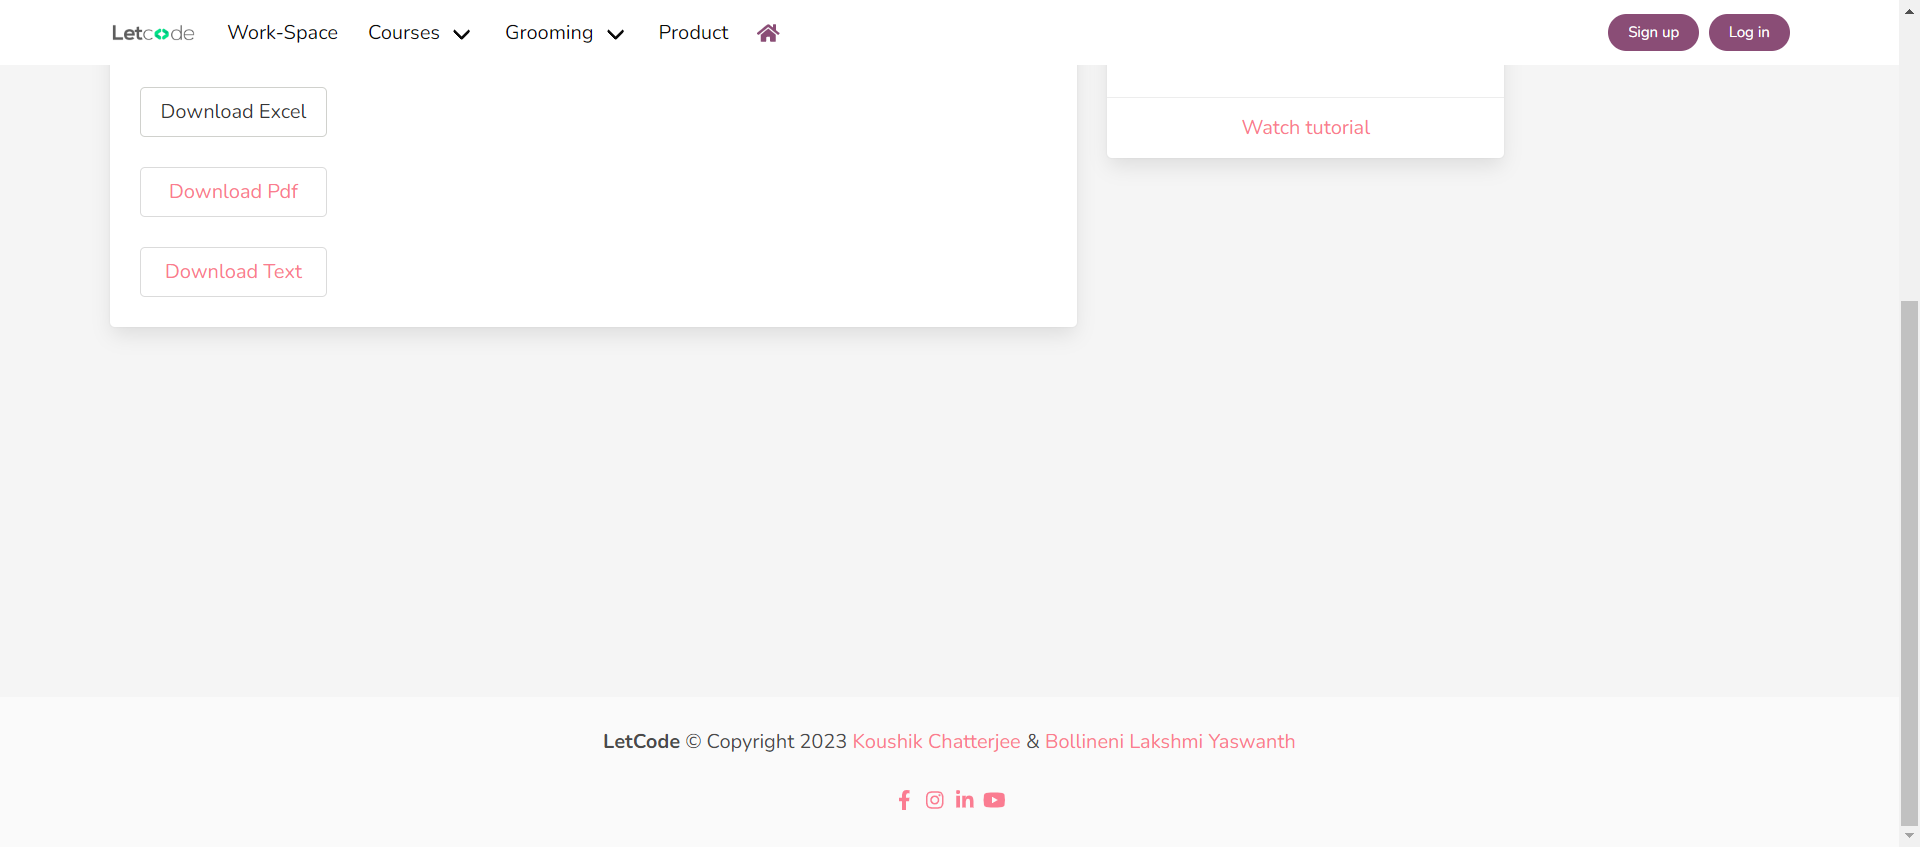 Letcode Work-Space Courses Grooming Product Sign up Log in
Download Excel
Watch tutorial
Download Pdf
Download Text
LetCode © Copyright 2023 Koushik Chatterjee & Bollineni Lakshmi Yaswanth